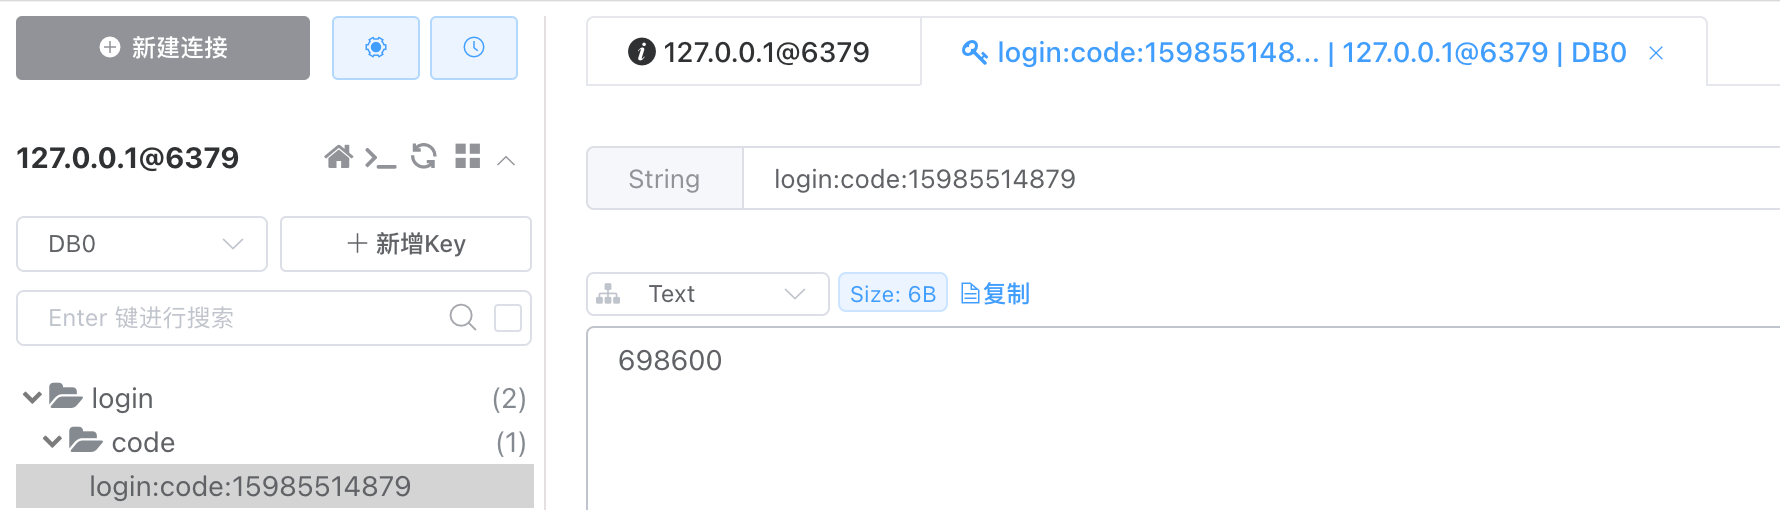 新建连接
127.0.0.1@6379
DB0
新增Key
Enter 键进行搜索
login (2)
code (1)
login:code:15985514879
127.0.0.1@6379
login:code:159855148... | 127.0.0.1@6379 | DB0
String login:code:15985514879
Text Size: 6B 复制
698600